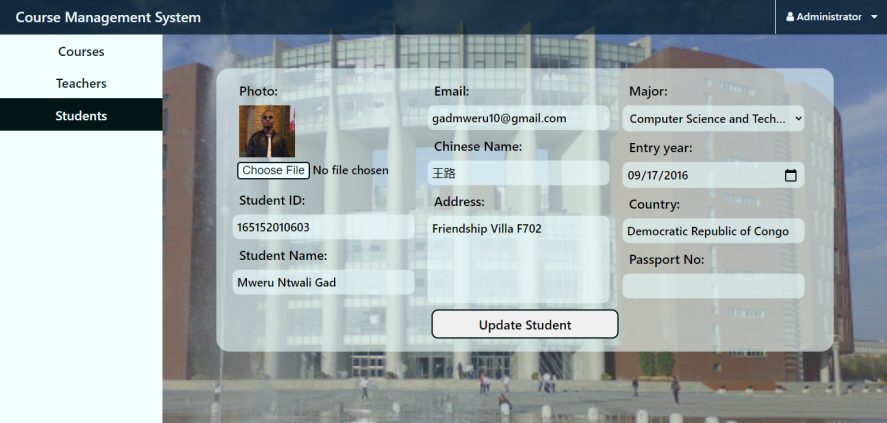 Course Management System
Administrator
Courses
Teachers
Students
Photo:
Choose File No file chosen
Student ID:
165152010603
Student Name:
Mweru Ntwali Gad
Email:
gadmweru10@gmail.com
Chinese Name:
王路
Address:
Friendship Villa F702
Major:
Computer Science and Tech...
Entry year:
09/17/2016
Country:
Democratic Republic of Congo
Passport No:
Update Student